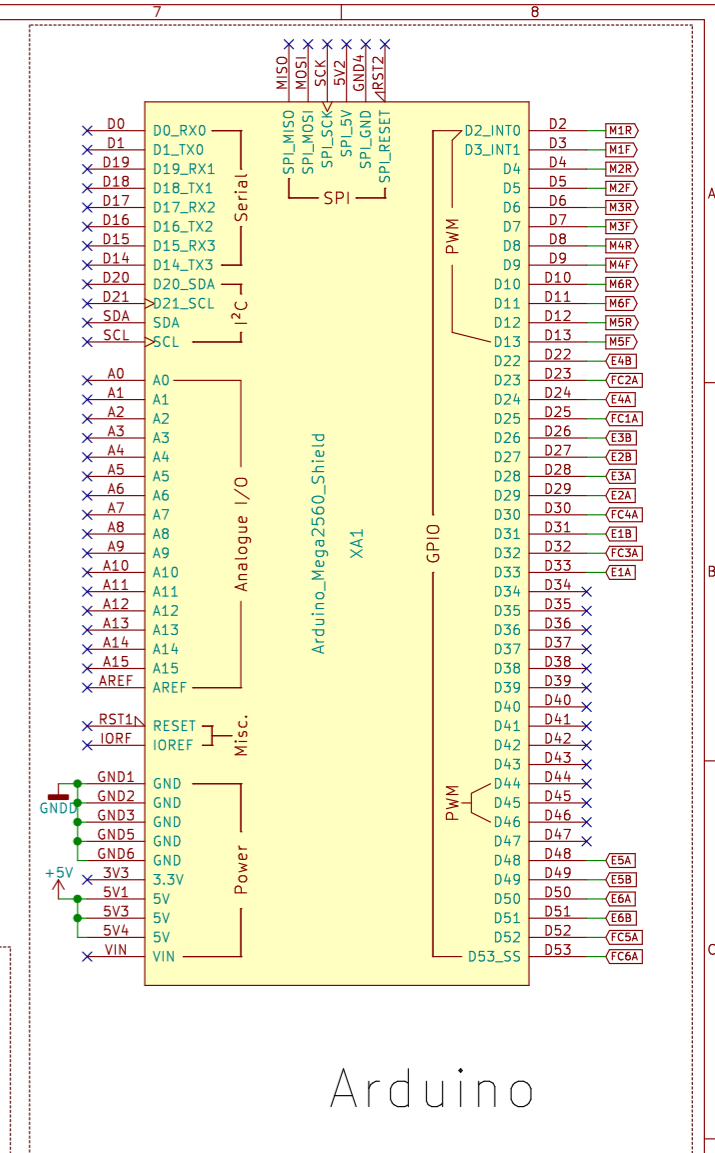 7 8
MISO MOSI SCK 5V2 GND4 RST2
SPI_MISO SPI_MOSI SPI_SCK SPI_5V SPI_GND SPI_RESET
SPI
D0 D0_RX0 D2_INT0 D2 M1R
D1 D1_TX0 D3_INT1 D3 M1F
D19 D19_RX1 D4 D4 M2R
D18 D18_TX1 D5 D5 M2F
D17 D17_RX2 D6 D6 M3R
D16 D16_TX2 D7 D7 M3F
D15 D15_RX3 D8 D8 M4R
D14 D14_TX3 D9 D9 M4F
Serial
PWM
A
D20 D20_SDA D10 D10 M6R
D21 D21_SCL D11 D11 M6F
SDA SDA D12 D12 M5R
SCL SCL D13 D13 M5F
I²C
D22 D22 E4B
A0 A0 D23 D23 FC2A
A1 A1 D24 D24 E4A
A2 A2 D25 D25 FC1A
A3 A3 D26 D26 E3B
A4 A4 D27 D27 E2B
A5 A5 D28 D28 E3A
A6 A6 D29 D29 E2A
A7 A7 D30 D30 FC4A
A8 A8 D31 D31 E1B
A9 A9 D32 D32 FC3A
A10 A10 D33 D33 E1A
Analogue I/O
Arduino_Mega2560_Shield
XA1
GPIO
B
A11 A11 D34 D34
A12 A12 D35 D35
A13 A13 D36 D36
A14 A14 D37 D37
A15 A15 D38 D38
AREF AREF D39 D39
D40 D40
RST1 RESET D41 D41
IORF IOREF D42 D42
Misc.
D43 D43
GND1 GND D44 D44
GND2 GND D45 D45
GND3 GND D46 D46
GND5 GND D47 D47
GND6 GND D48 D48 E5A
GNDD
PWM
+5V
3V3 3.3V D49 D49 E5B
5V1 5V D50 D50 E6A
5V3 5V D51 D51 E6B
5V4 5V D52 D52 FC5A
VIN VIN D53_SS D53 FC6A
Power
C
Arduino